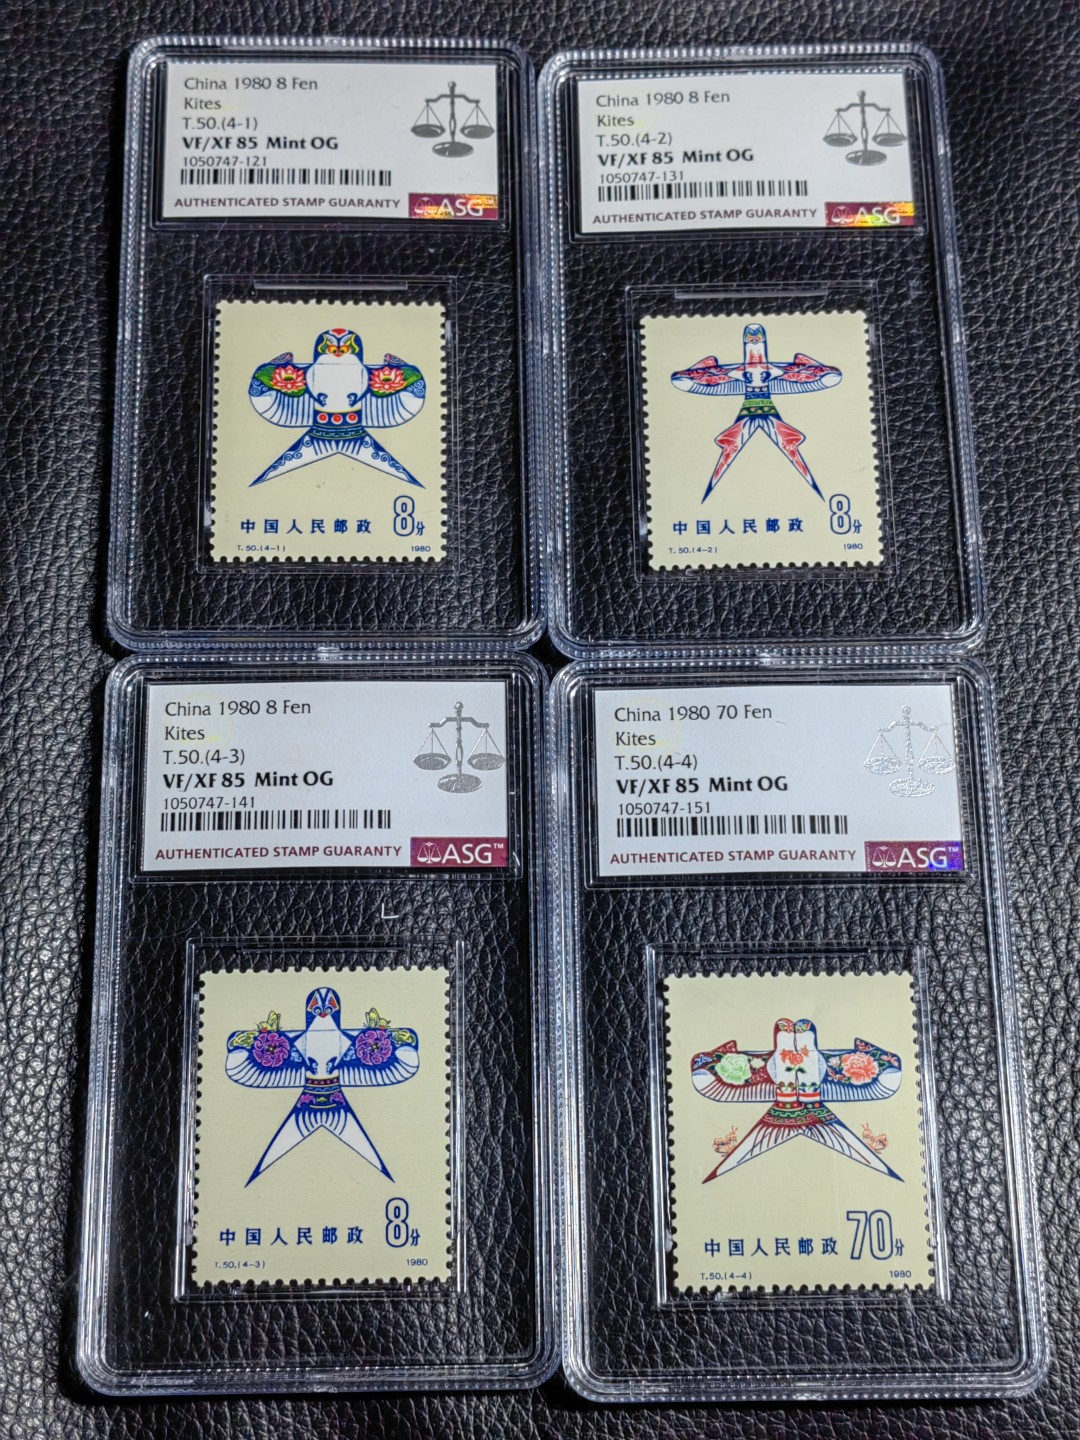 China 1980 8 Fen
Kites
T.50.(4-1)
VF/XF 85 Mint OG
1050747-121
AUTHENTICATED STAMP GUARANTY
ASG
中国人民邮政 8分
T.50.(4-1) 1980
China 1980 8 Fen
Kites
T.50.(4-2)
VF/XF 85 Mint OG
1050747-131
AUTHENTICATED STAMP GUARANTY
ASG
中国人民邮政 8分
T.50.(4-2) 1980
China 1980 8 Fen
Kites
T.50.(4-3)
VF/XF 85 Mint OG
1050747-141
AUTHENTICATED STAMP GUARANTY
ASG™
中国人民邮政 8分
T.50.(4-3) 1980
China 1980 70 Fen
Kites
T.50.(4-4)
VF/XF 85 Mint OG
1050747-151
AUTHENTICATED STAMP GUARANTY
ASG™
中国人民邮政 70分
T.50.(4-4) 1980